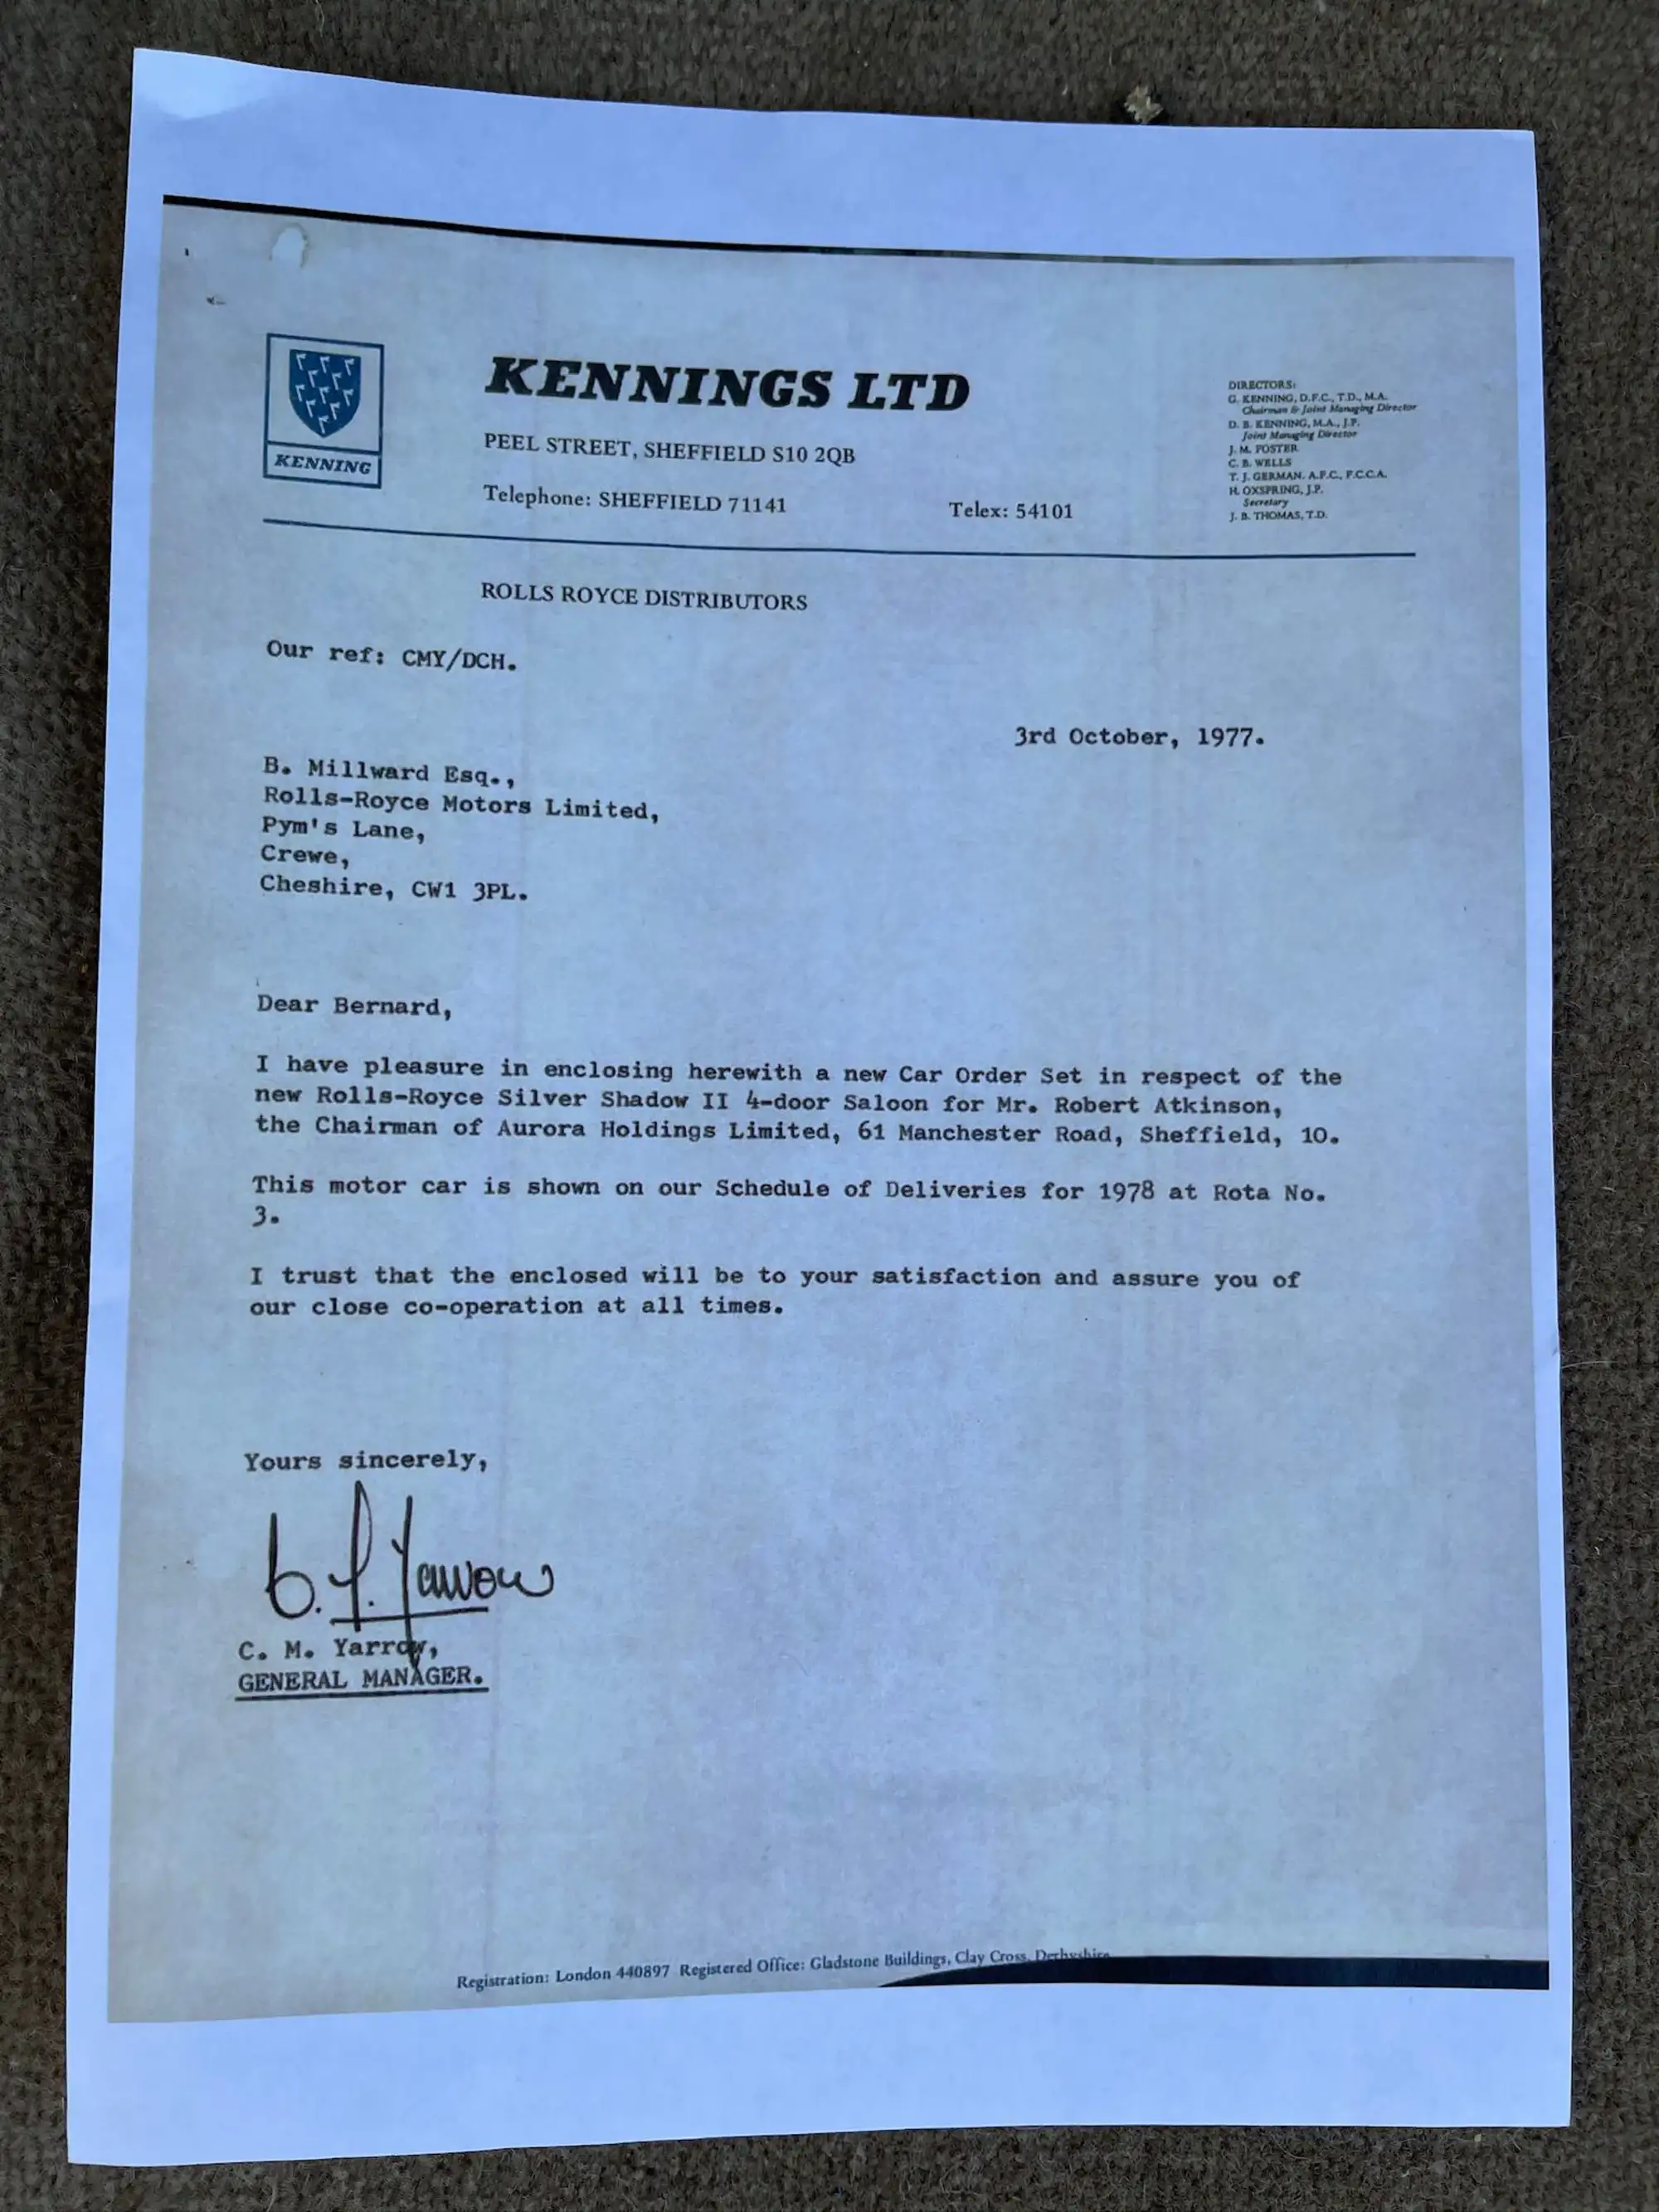 KENNING
KENNINGS LTD
PEEL STREET, SHEFFIELD S10 2QB
Telephone: SHEFFIELD 71141
Telex: 54101
DIRECTORS:
G. KENNING, D.F.C., T.D., M.A.
Chairman & Joint Managing Director
D. B. KENNING, M.A., J.P.
Joint Managing Director
J. M. FOSTER
C. B. WELLS
T. J. GERMAN. A.F.C., F.C.C.A.
H. OXSPRING, J.P.
Secretary
J. B. THOMAS, T.D.
ROLLS ROYCE DISTRIBUTORS
Our ref: CMY/DCH.
3rd October, 1977.
B. Millward Esq.,
Rolls-Royce Motors Limited,
Pym's Lane,
Crewe,
Cheshire, CW1 3PL.
Dear Bernard,
I have pleasure in enclosing herewith a new Car Order Set in respect of the
new Rolls-Royce Silver Shadow II 4-door Saloon for Mr. Robert Atkinson,
the Chairman of Aurora Holdings Limited, 61 Manchester Road, Sheffield, 10.
This motor car is shown on our Schedule of Deliveries for 1978 at Rota No.
3.
I trust that the enclosed will be to your satisfaction and assure you of
our close co-operation at all times.
Yours sincerely,
C. M. Yarrow,
GENERAL MANAGER.
Registration: London 440897 Registered Office: Gladstone Buildings, Clay Cross, Derbyshire